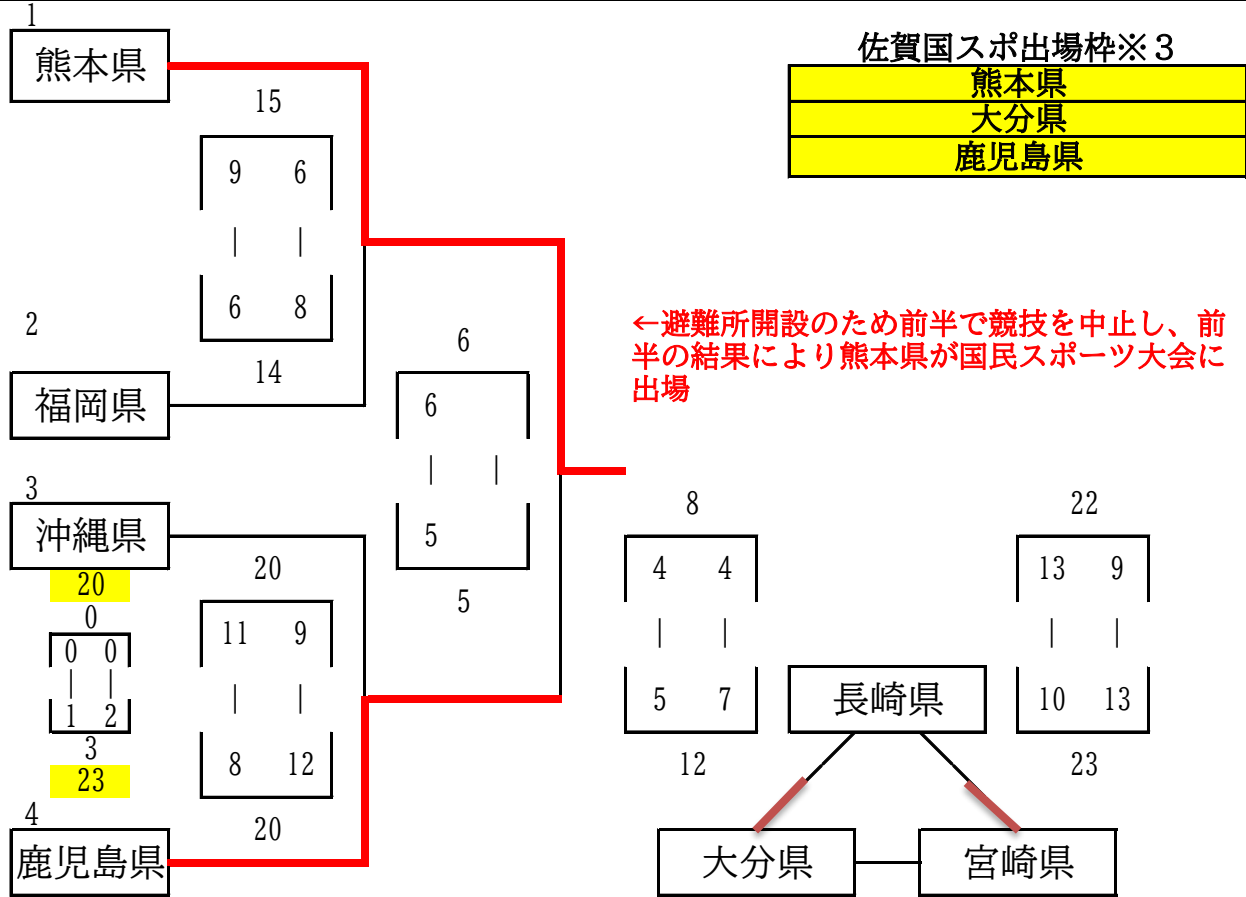 1
熊本県
佐賀国スポ出場枠※3
熊本県
大分県
鹿児島県
15
9 6
| |
6 8
14
2
福岡県
←避難所開設のため前半で競技を中止し、前
半の結果により熊本県が国民スポーツ大会に
出場
6
6
| |
5
5
3
沖縄県
20
0
0 0
| |
1 2
3
23
20
11 9
| |
8 12
20
4
鹿児島県
8
4 4
| |
5 7
12
22
13 9
| |
10 13
23
長崎県
大分県
宮崎県